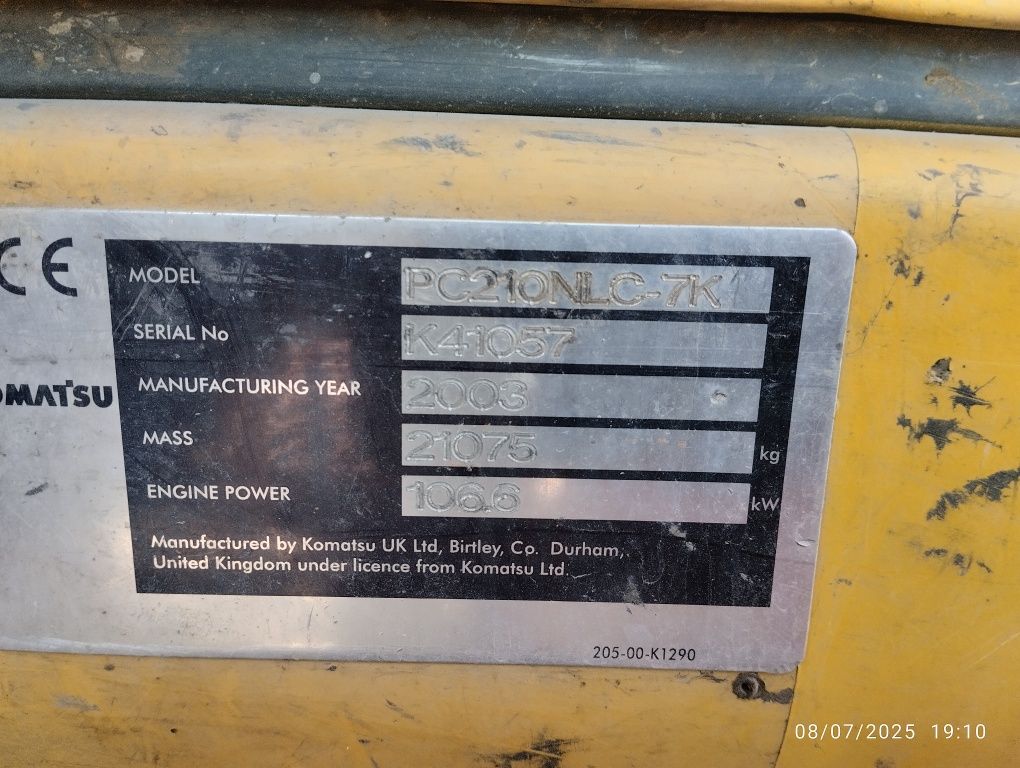 CE
MODEL PC210NLC-7K
SERIAL No K41057
MANUFACTURING YEAR 2003
OMATSU
MASS 21075 kg
ENGINE POWER 106.6 kW
Manufactured by Komatsu UK Ltd, Birtley, Co. Durham,
United Kingdom under licence from Komatsu Ltd.
205-00-K1290
08/07/2025 19:10